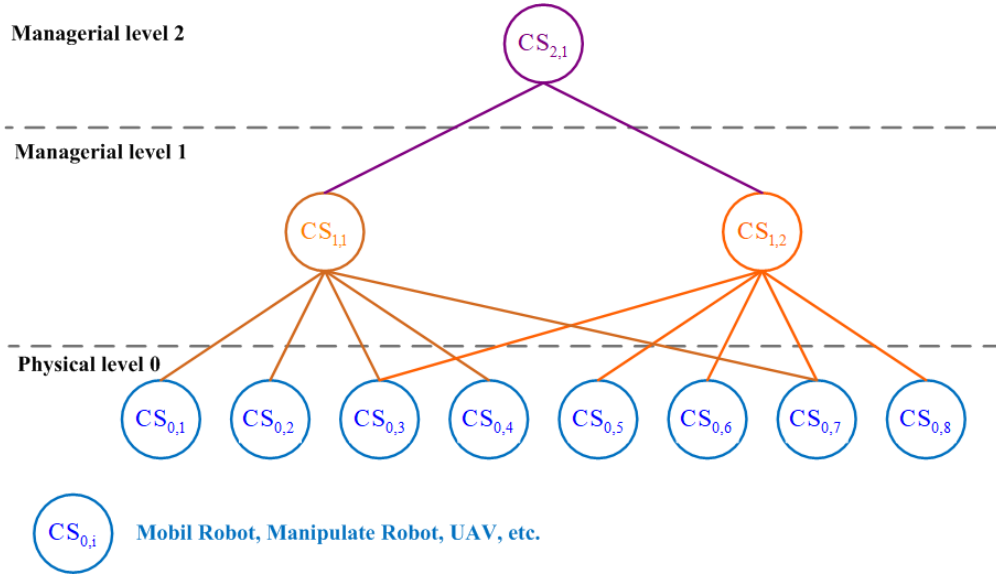 Managerial level 2
CS2,1
Managerial level 1
CS1,1
CS1,2
Physical level 0
CS0,1
CS0,2
CS0,3
CS0,4
CS0,5
CS0,6
CS0,7
CS0,8
CS0,i
Mobil Robot, Manipulate Robot, UAV, etc.